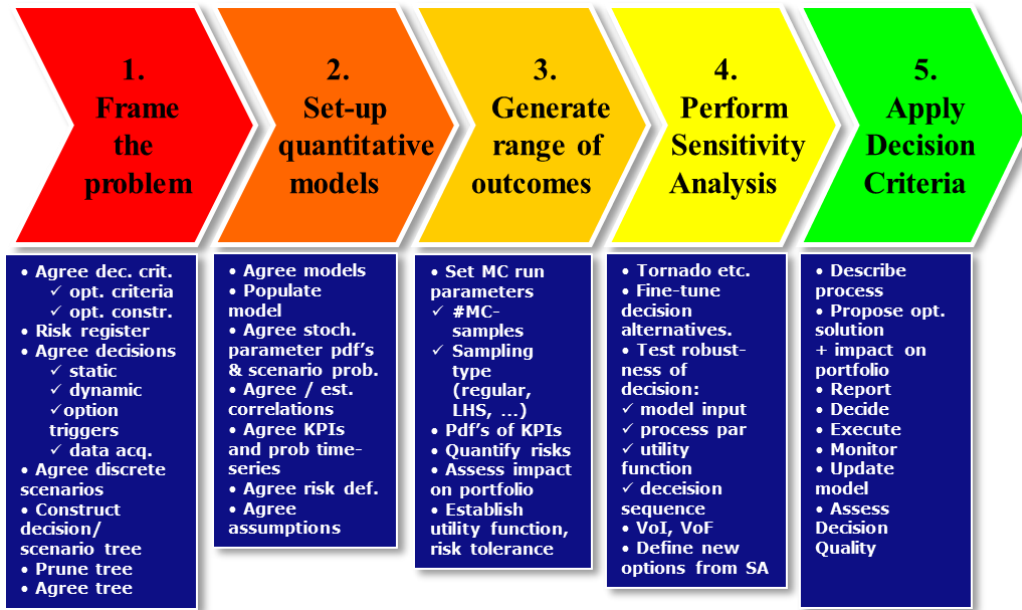 1.
Frame
the
problem
2.
Set-up
quantitative
models
3.
Generate
range of
outcomes
4.
Perform
Sensitivity
Analysis
5.
Apply
Decision
Criteria
• Agree dec. crit.
✓ opt. criteria
✓ opt. constr.
• Risk register
• Agree decisions
✓ static
✓ dynamic
✓option
triggers
✓ data acq.
• Agree discrete
scenarios
• Construct
decision/
scenario tree
• Prune tree
• Agree tree
• Agree models
• Populate
model
• Agree stoch.
parameter pdf's
& scenario prob.
• Agree / est.
correlations
• Agree KPIs
and prob time-
series
• Agree risk def.
• Agree
assumptions
• Set MC run
parameters
✓ #MC-
samples
✓ Sampling
type
(regular,
LHS, ...)
• Pdf's of KPIs
• Quantify risks
• Assess impact
on portfolio
• Establish
utility function,
risk tolerance
• Tornado etc.
• Fine-tune
decision
alternatives.
• Test robust-
ness of
decision:
✓ model input
✓ process par
✓ utility
function
✓ deceision
sequence
• VoI, VoF
• Define new
options from SA
• Describe
process
• Propose opt.
solution
+ impact on
portfolio
• Report
• Decide
• Execute
• Monitor
• Update
model
• Assess
Decision
Quality